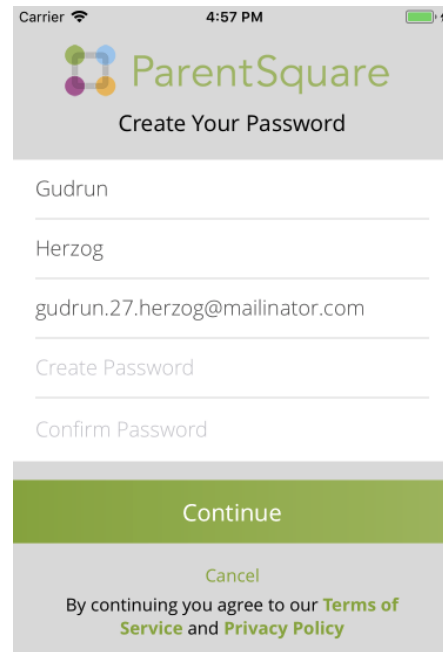 Carrier 4:57 PM
ParentSquare
Create Your Password
Gudrun
Herzog
gudrun.27.herzog@mailinator.com
Create Password
Confirm Password
Continue
Cancel
By continuing you agree to our Terms of
Service and Privacy Policy